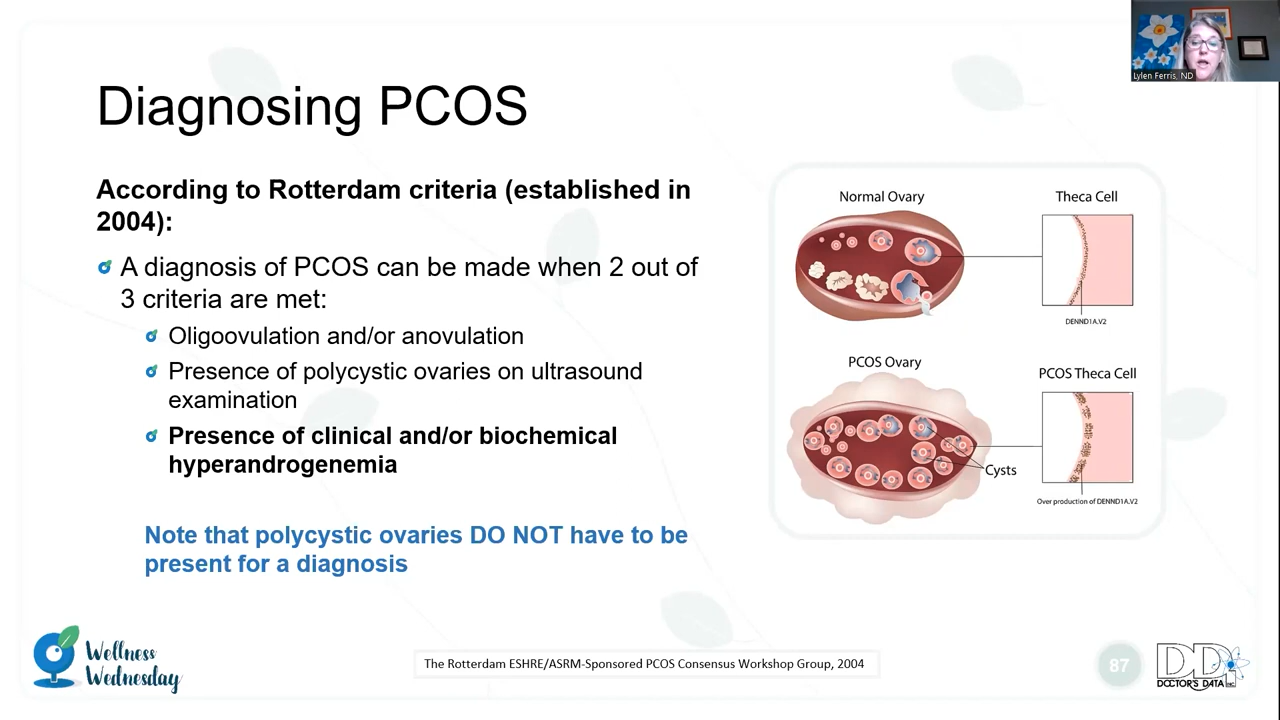 Lylen Ferris, ND
Diagnosing PCOS
According to Rotterdam criteria (established in
2004):
A diagnosis of PCOS can be made when 2 out of
3 criteria are met:
Oligoovulation and/or anovulation
Presence of polycystic ovaries on ultrasound
examination
Presence of clinical and/or biochemical
hyperandrogenemia
Note that polycystic ovaries DO NOT have to be
present for a diagnosis
Normal Ovary
Theca Cell
DENND1A.V2
PCOS Ovary
PCOS Theca Cell
Cysts
Over production of DENND1A.V2
Wellness
Wednesday
The Rotterdam ESHRE/ASRM-Sponsored PCOS Consensus Workshop Group, 2004
87
DDI
DOCTOR'S DATA INC.